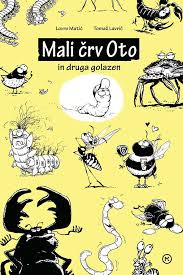 Lovro Matič   Tomaž Lavrič
Mali črv Oto
in druga golazen